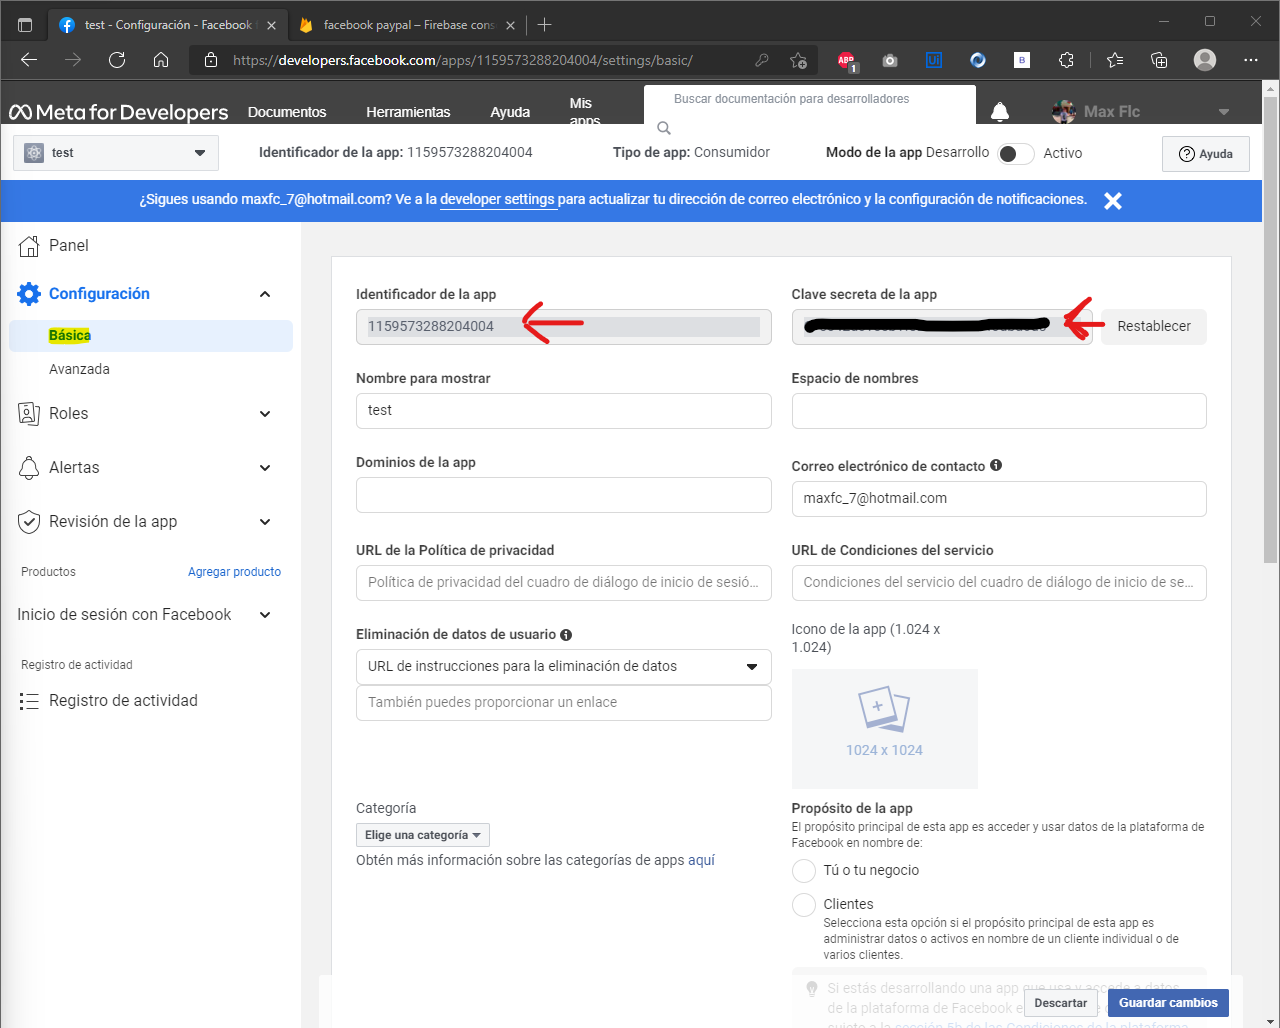 test - Configuración - Facebook
facebook paypal – Firebase cons
https://developers.facebook.com/apps/1159573288204004/settings/basic/
ABP
1
UI
B
Meta for Developers
Documentos
Herramientas
Ayuda
Mis apps
Buscar documentación para desarrolladores
Max Flc
test
Identificador de la app: 1159573288204004
Tipo de app: Consumidor
Modo de la app Desarrollo
Activo
Ayuda
¿Sigues usando maxfc_7@hotmail.com? Ve a la developer settings para actualizar tu dirección de correo electrónico y la configuración de notificaciones.
Panel
Configuración
Básica
Avanzada
Roles
Alertas
Revisión de la app
Productos
Agregar producto
Inicio de sesión con Facebook
Registro de actividad
Registro de actividad
Identificador de la app
1159573288204004
Clave secreta de la app
Restablecer
Nombre para mostrar
test
Espacio de nombres
Dominios de la app
Correo electrónico de contacto
maxfc_7@hotmail.com
URL de la Política de privacidad
Política de privacidad del cuadro de diálogo de inicio de sesió...
URL de Condiciones del servicio
Condiciones del servicio del cuadro de diálogo de inicio de se...
Eliminación de datos de usuario
URL de instrucciones para la eliminación de datos
También puedes proporcionar un enlace
Icono de la app (1.024 x
1.024)
1024 x 1024
Categoría
Elige una categoría
Obtén más información sobre las categorías de apps aquí
Propósito de la app
El propósito principal de esta app es acceder y usar datos de la plataforma de
Facebook en nombre de:
Tú o tu negocio
Clientes
Selecciona esta opción si el propósito principal de esta app es
administrar datos o activos en nombre de un cliente individual o de
varios clientes.
Si estás desarrollando una app que usa y accede a datos
de la plataforma de Facebook e
sujeto a la sección 5b de las Condiciones de la plataforma
Descartar
Guardar cambios